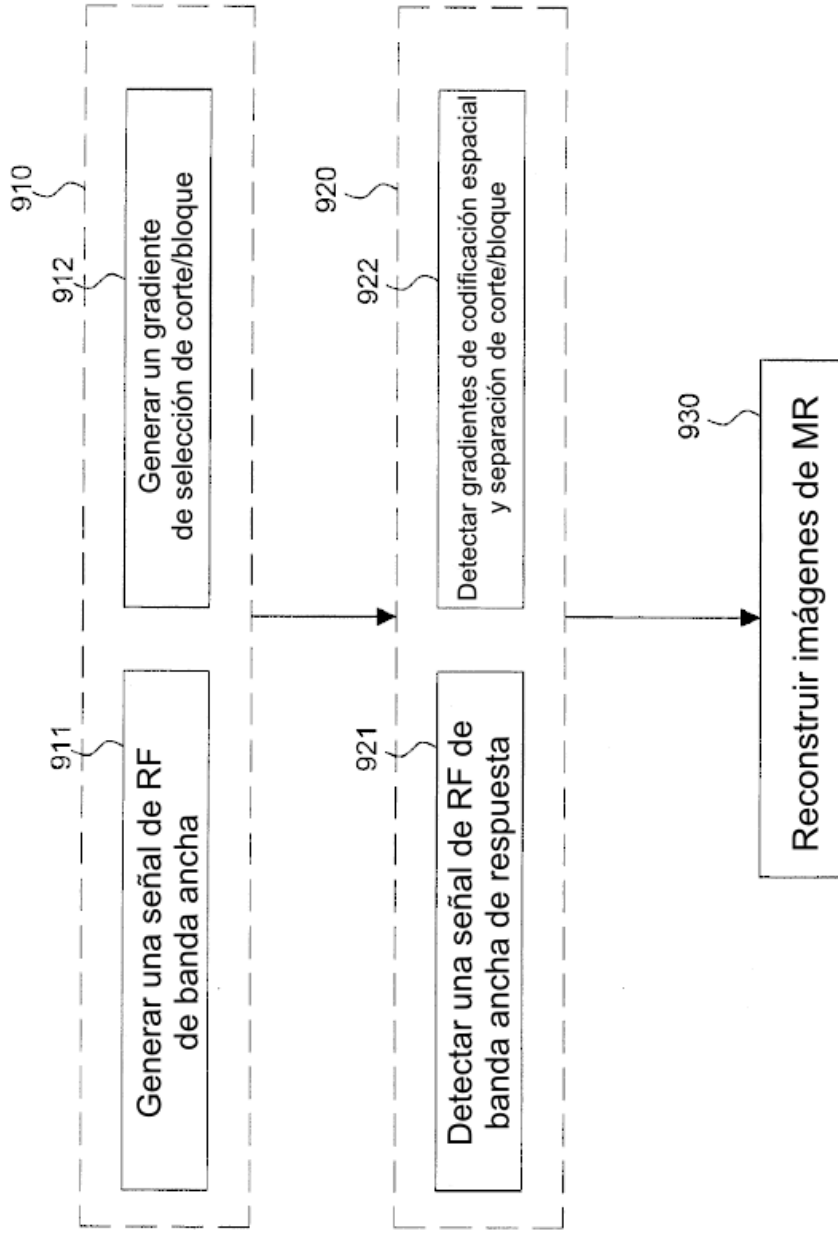 910
911
Generar una señal de RF
de banda ancha
912
Generar un gradiente
de selección de corte/bloque
920
921
Detectar una señal de RF de
banda ancha de respuesta
922
Detectar gradientes de codificación espacial
y separación de corte/bloque
930
Reconstruir imágenes de MR